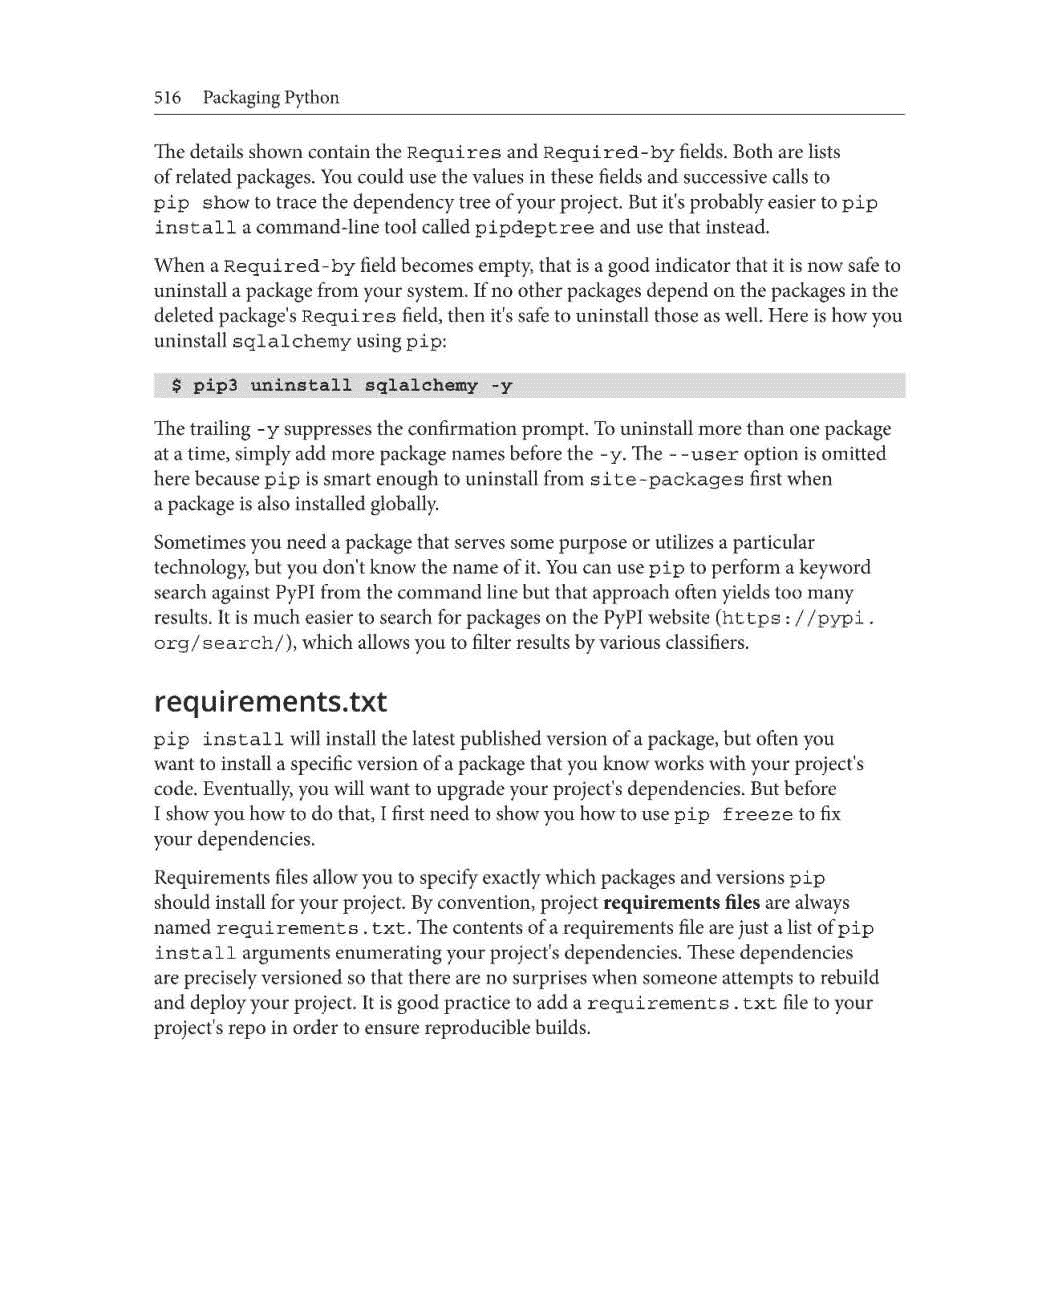 516 Packaging Python
The details shown contain the Requires and Required-by fields. Both are lists
of related packages. You could use the values in these fields and successive calls to
pip show to trace the dependency tree of your project. But it's probably easier to pip
install a command-line tool called pipdeptree and use that instead.
When a Required-by field becomes empty, that is a good indicator that it is now safe to
uninstall a package from your system. If no other packages depend on the packages in the
deleted package's Requires field, then it's safe to uninstall those as well. Here is how you
uninstall sqlalchemy using pip:
$ pip3 uninstall sqlalchemy -y
The trailing -y suppresses the confirmation prompt. To uninstall more than one package
at a time, simply add more package names before the -y. The --user option is omitted
here because pip is smart enough to uninstall from site-packages first when
a package is also installed globally.
Sometimes you need a package that serves some purpose or utilizes a particular
technology, but you don't know the name of it. You can use pip to perform a keyword
search against PyPI from the command line but that approach often yields too many
results. It is much easier to search for packages on the PyPI website (https://pypi.
org/search/), which allows you to filter results by various classifiers.
requirements.txt
pip install will install the latest published version of a package, but often you
want to install a specific version of a package that you know works with your project's
code. Eventually, you will want to upgrade your project's dependencies. But before
I show you how to do that, I first need to show you how to use pip freeze to fix
your dependencies.
Requirements files allow you to specify exactly which packages and versions pip
should install for your project. By convention, project requirements files are always
named requirements.txt. The contents of a requirements file are just a list of pip
install arguments enumerating your project's dependencies. These dependencies
are precisely versioned so that there are no surprises when someone attempts to rebuild
and deploy your project. It is good practice to add a requirements.txt file to your
project's repo in order to ensure reproducible builds.